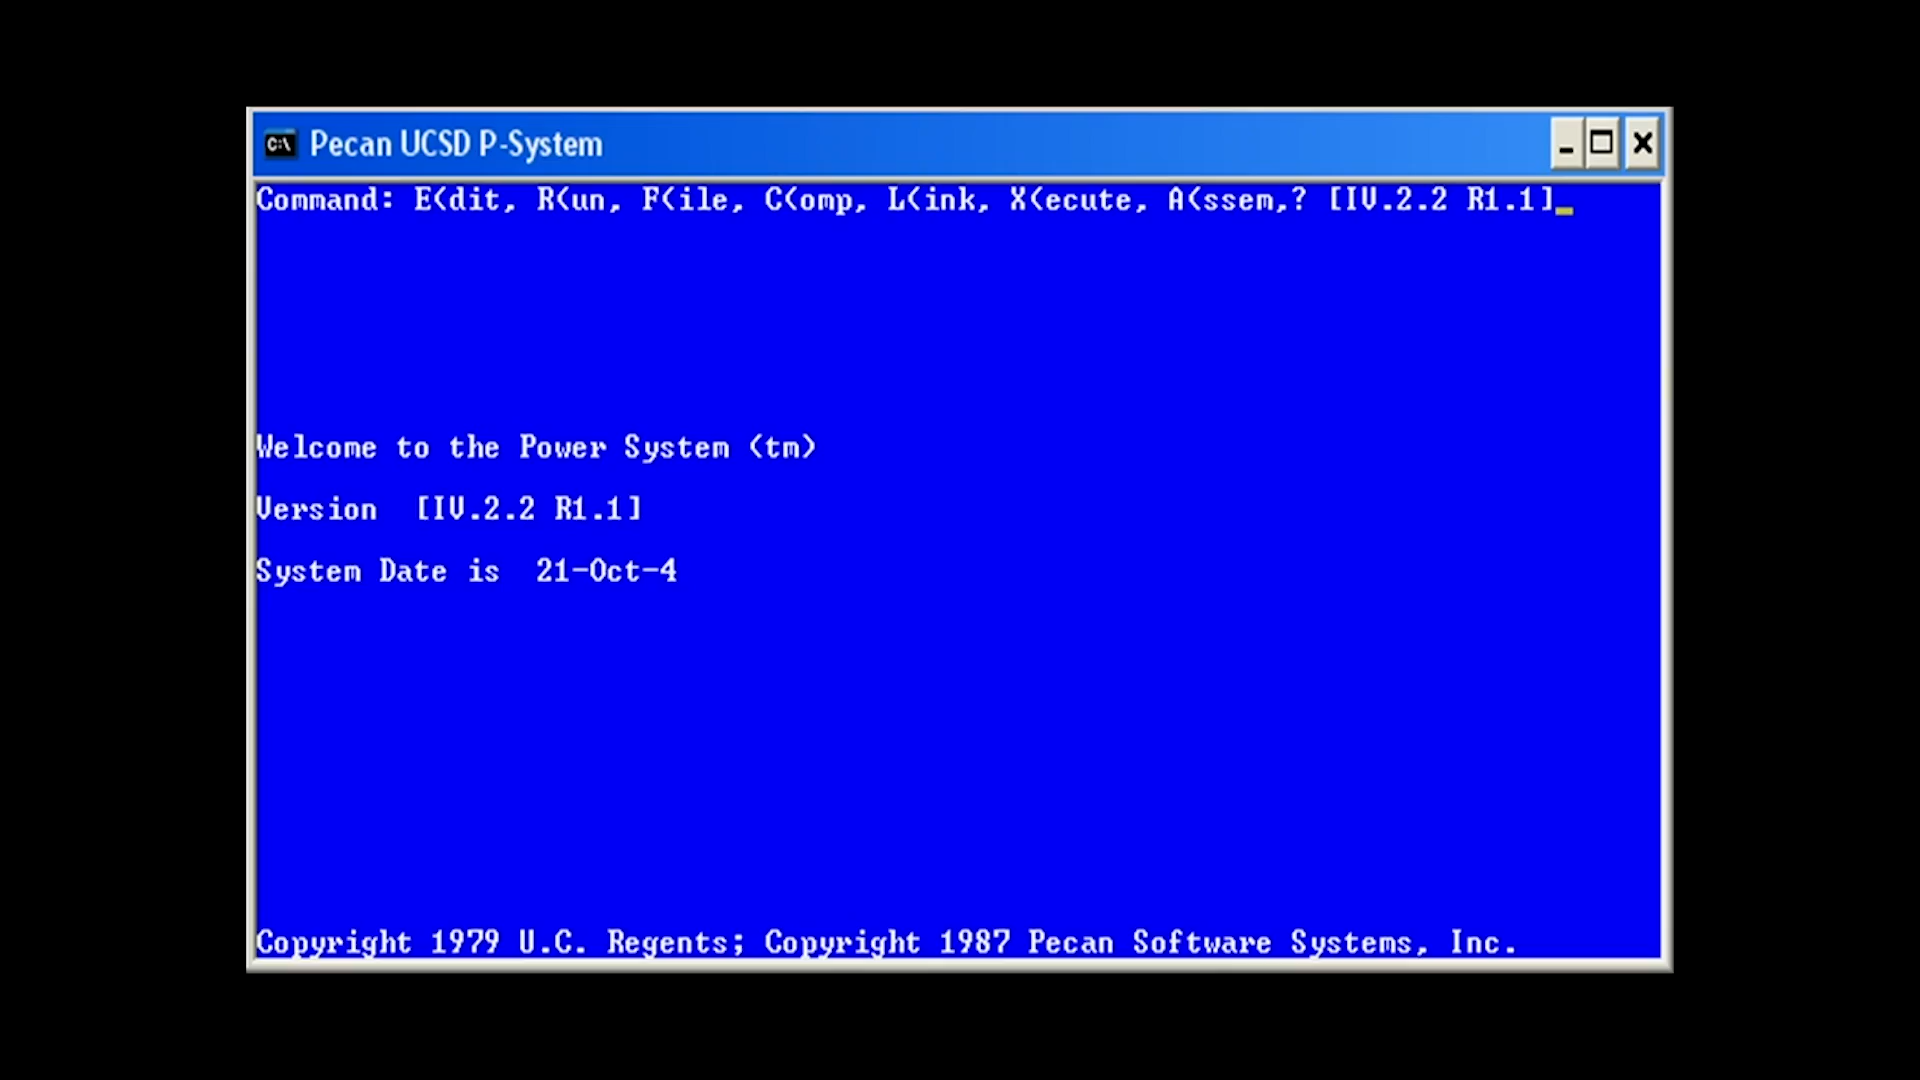 C:\ Pecan UCSD P-System
Command: E(dit, R(un, F(ile, C(omp, L(ink, X(ecute, A(ssem,? [IV.2.2 R1.1]_
Welcome to the Power System (tm)
Version  [IV.2.2 R1.1]
System Date is  21-Oct-4
Copyright 1979 U.C. Regents; Copyright 1987 Pecan Software Systems, Inc.